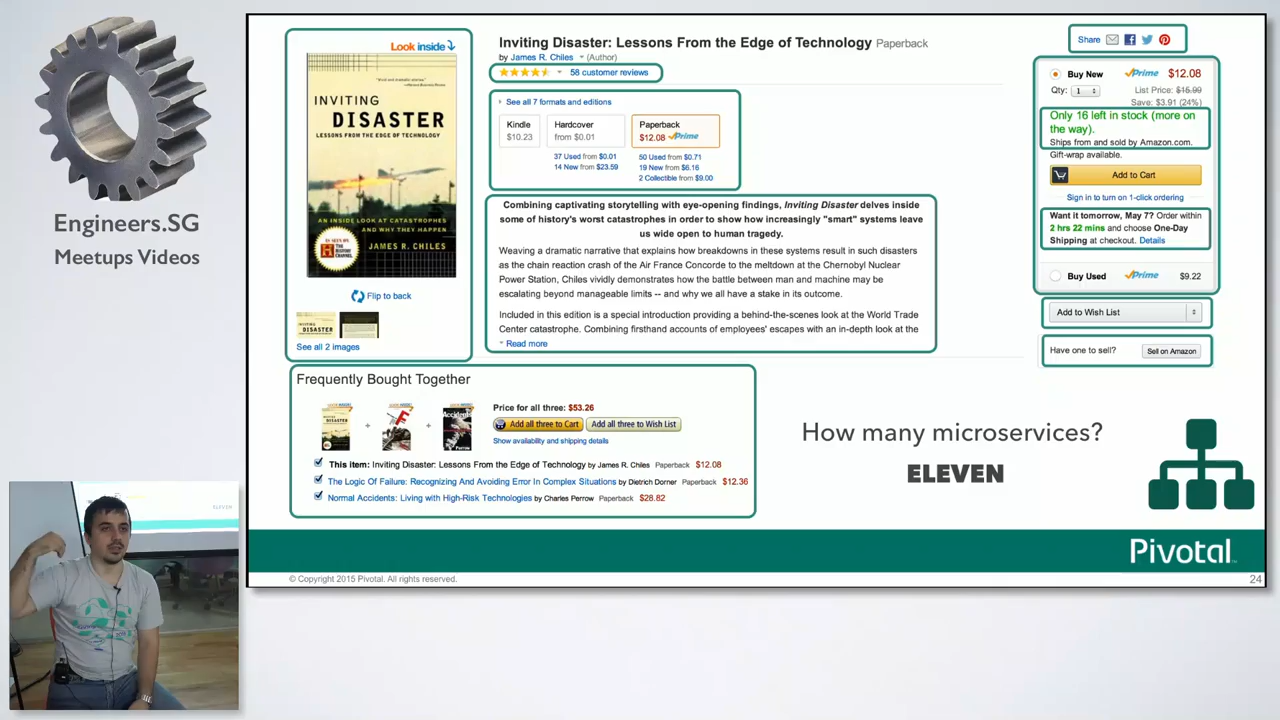 Engineers.SG
Meetups Videos
Look inside
INVITING
DISASTER
LESSONS FROM THE EDGE OF TECHNOLOGY
AN INSIDE LOOK AT CATASTROPHES
AND WHY THEY HAPPEN
JAMES R. CHILES
Flip to back
See all 2 images
Inviting Disaster: Lessons From the Edge of Technology Paperback
by James R. Chiles (Author)
58 customer reviews
See all 7 formats and editions
Kindle
$10.23
Hardcover
from $0.01
Paperback
$12.08 Prime
37 Used from $0.01
14 New from $23.59
50 Used from $0.71
19 New from $6.16
2 Collectible from $9.00
Combining captivating storytelling with eye-opening findings, Inviting Disaster delves inside
some of history's worst catastrophes in order to show how increasingly "smart" systems leave
us wide open to human tragedy.
Weaving a dramatic narrative that explains how breakdowns in these systems result in such disasters
as the chain reaction crash of the Air France Concorde to the meltdown at the Chernobyl Nuclear
Power Station, Chiles vividly demonstrates how the battle between man and machine may be
escalating beyond manageable limits -- and why we all have a stake in its outcome.
Included in this edition is a special introduction providing a behind-the-scenes look at the World Trade
Center catastrophe. Combining firsthand accounts of employees' escapes with an in-depth look at the
Read more
Share
Buy New Prime $12.08
Qty: 1 List Price: $15.99
Save: $3.91 (24%)
Only 16 left in stock (more on
the way).
Ships from and sold by Amazon.com.
Gift-wrap available.
Add to Cart
Sign in to turn on 1-click ordering
Want it tomorrow, May 7? Order within
2 hrs 22 mins and choose One-Day
Shipping at checkout. Details
Buy Used Prime $9.22
Add to Wish List
Have one to sell? Sell on Amazon
Frequently Bought Together
Price for all three: $53.26
Add all three to Cart Add all three to Wish List
Show availability and shipping details
This item: Inviting Disaster: Lessons From the Edge of Technology by James R. Chiles Paperback $12.08
The Logic Of Failure: Recognizing And Avoiding Error In Complex Situations by Dietrich Dorner Paperback $12.36
Normal Accidents: Living with High-Risk Technologies by Charles Perrow Paperback $28.82
How many microservices?
ELEVEN
Pivotal
© Copyright 2015 Pivotal. All rights reserved.
24